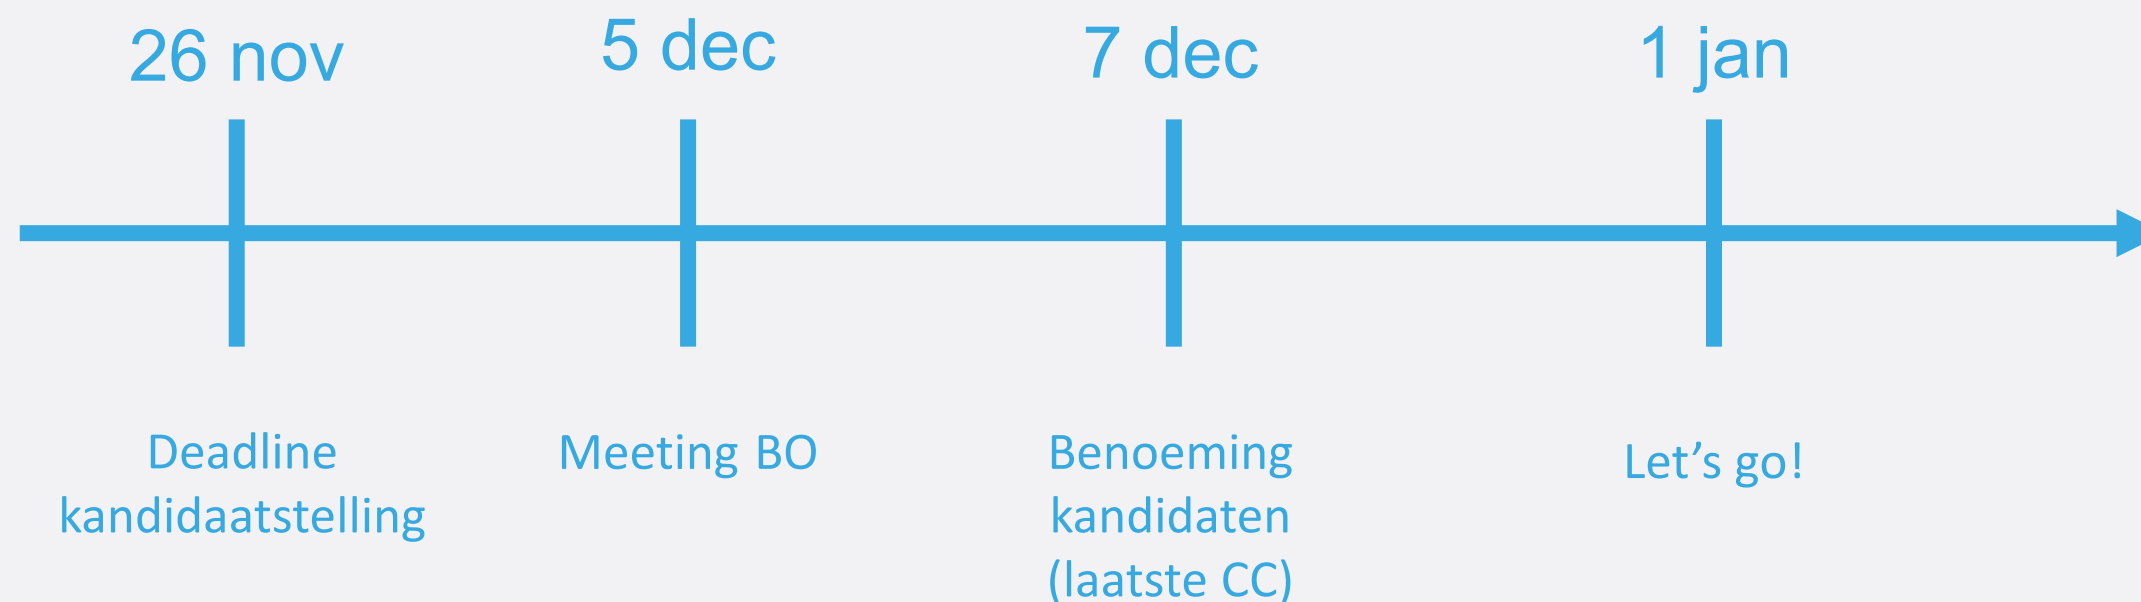 26 nov
5 dec
7 dec
1 jan
Deadline
kandidaatstelling
Meeting BO
Benoeming
kandidaten
(laatste CC)
Let’s go!